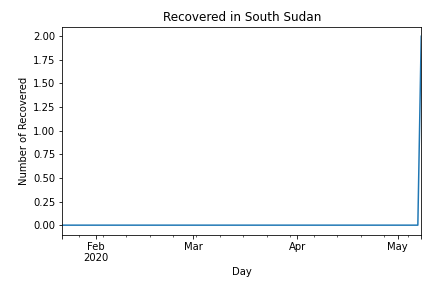 Recovered in South Sudan
2.00
1.75
1.50
1.25
1.00
0.75
0.50
0.25
0.00
Number of Recovered
Feb
2020
Mar
Apr
May
Day